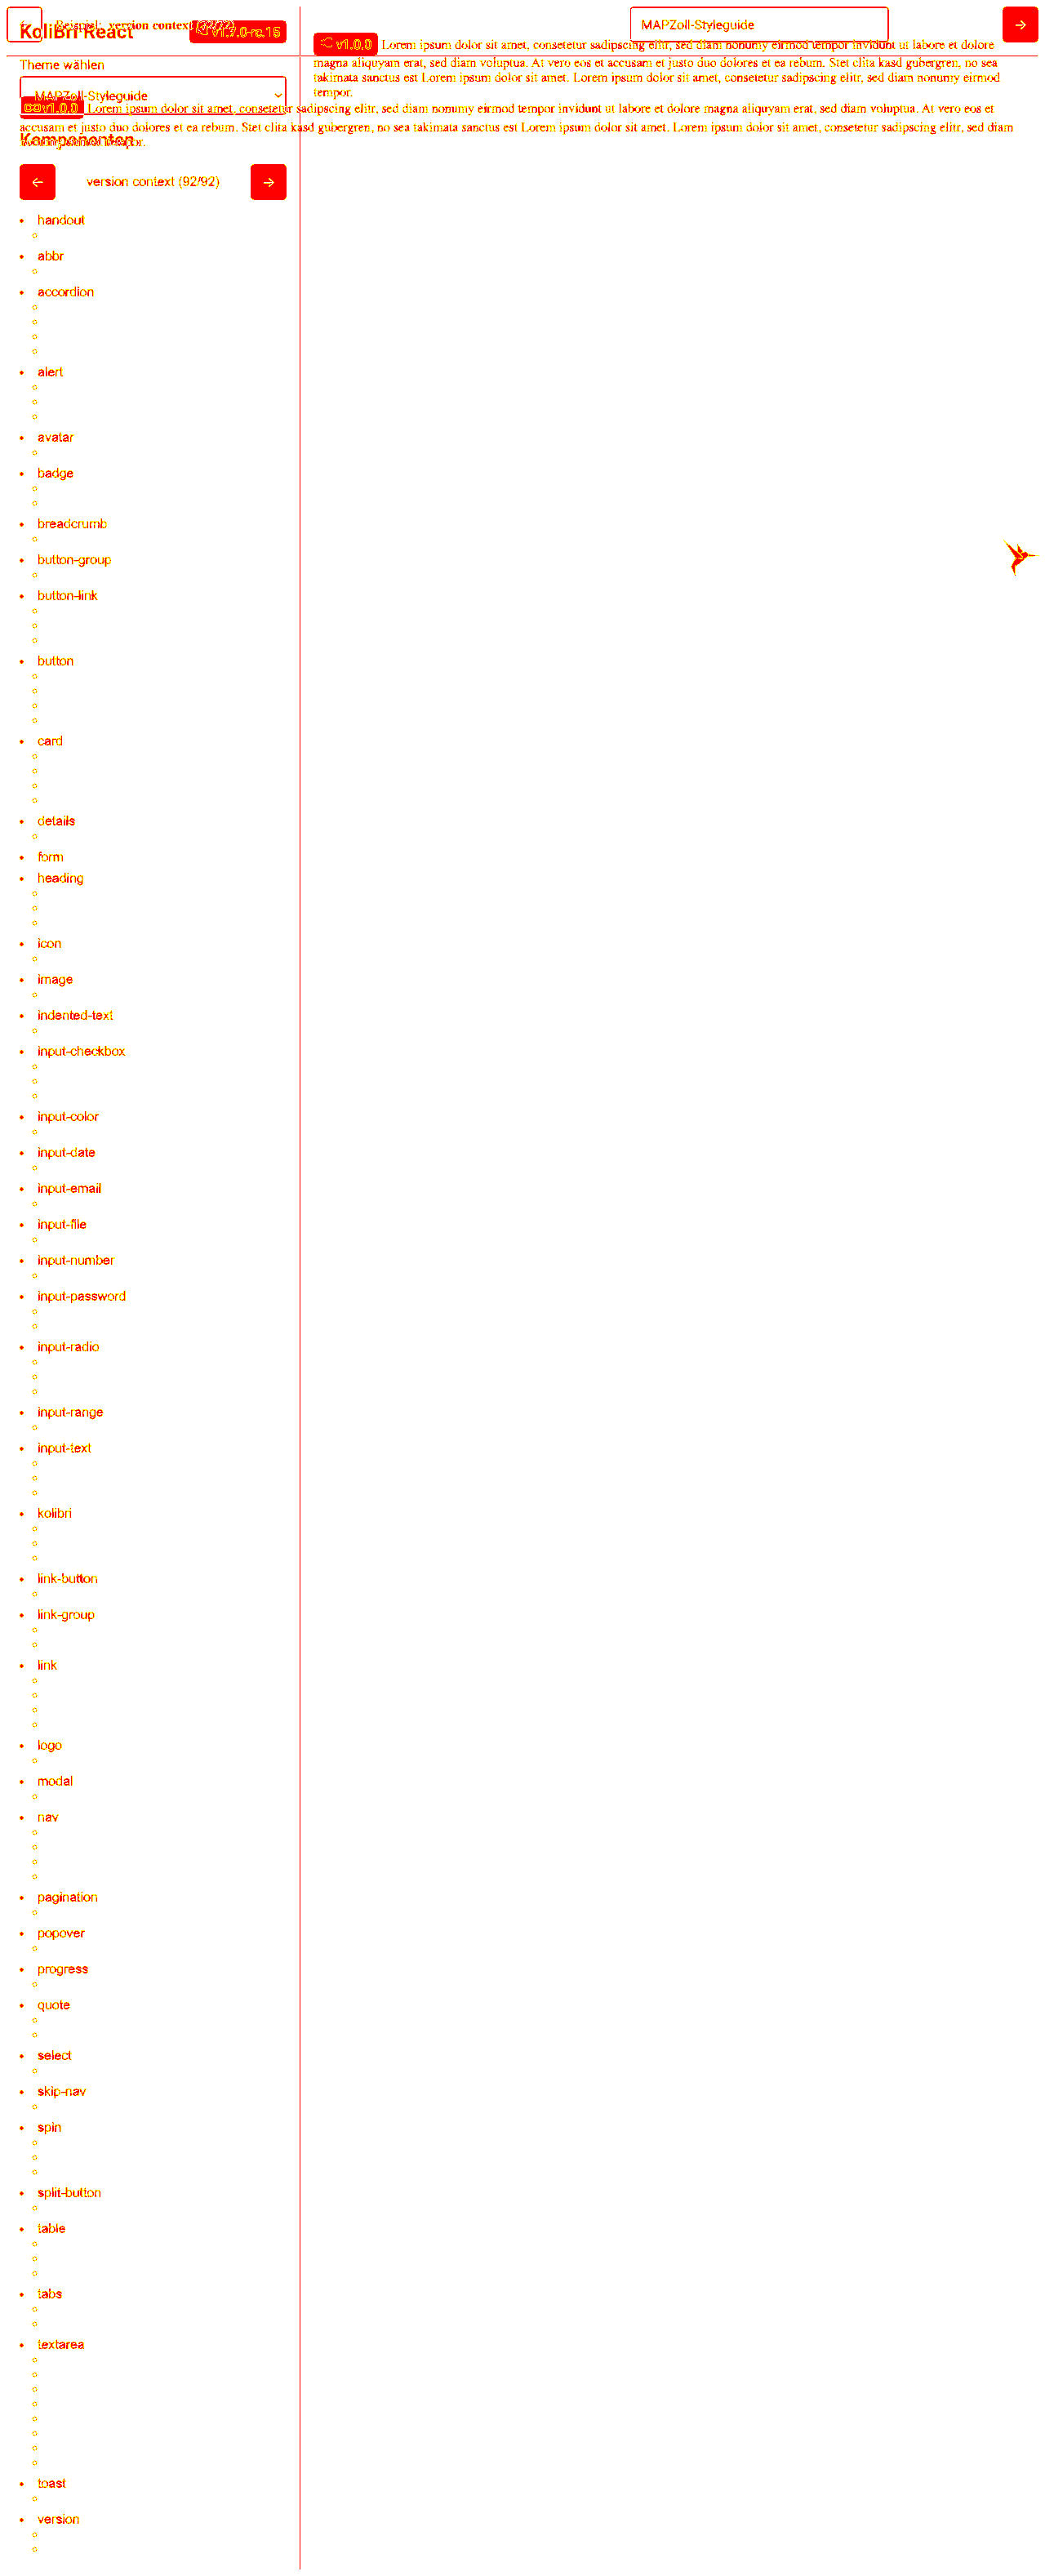 KoliBri React
v1.7.0-rc.15
Beispiel: version context
MAPZoll-Styleguide
Theme wählen
MAPZoll-Styleguide
v1.0.0 Lorem ipsum dolor sit amet, consetetur sadipscing elitr, sed diam nonumy eirmod tempor invidunt ut labore et dolore
magna aliquyam erat, sed diam voluptua. At vero eos et accusam et justo duo dolores et ea rebum. Stet clita kasd gubergren, no sea
takimata sanctus est Lorem ipsum dolor sit amet. Lorem ipsum dolor sit amet, consetetur sadipscing elitr, sed diam nonumy eirmod
tempor.
v1.0.0 Lorem ipsum dolor sit amet, consetetur sadipscing elitr, sed diam nonumy eirmod tempor invidunt ut labore et dolore magna aliquyam erat, sed diam voluptua. At vero eos et
accusam et justo duo dolores et ea rebum. Stet clita kasd gubergren, no sea takimata sanctus est Lorem ipsum dolor sit amet. Lorem ipsum dolor sit amet, consetetur sadipscing elitr, sed diam
Komponenten
version context (92/92)
handout
abbr
accordion
alert
avatar
badge
breadcrumb
button-group
button-link
button
card
details
form
heading
icon
image
indented-text
input-checkbox
input-color
input-date
input-email
input-file
input-number
input-password
input-radio
input-range
input-text
kolibri
link-button
link-group
link
logo
modal
nav
pagination
popover
progress
quote
select
skip-nav
spin
split-button
table
tabs
textarea
toast
version